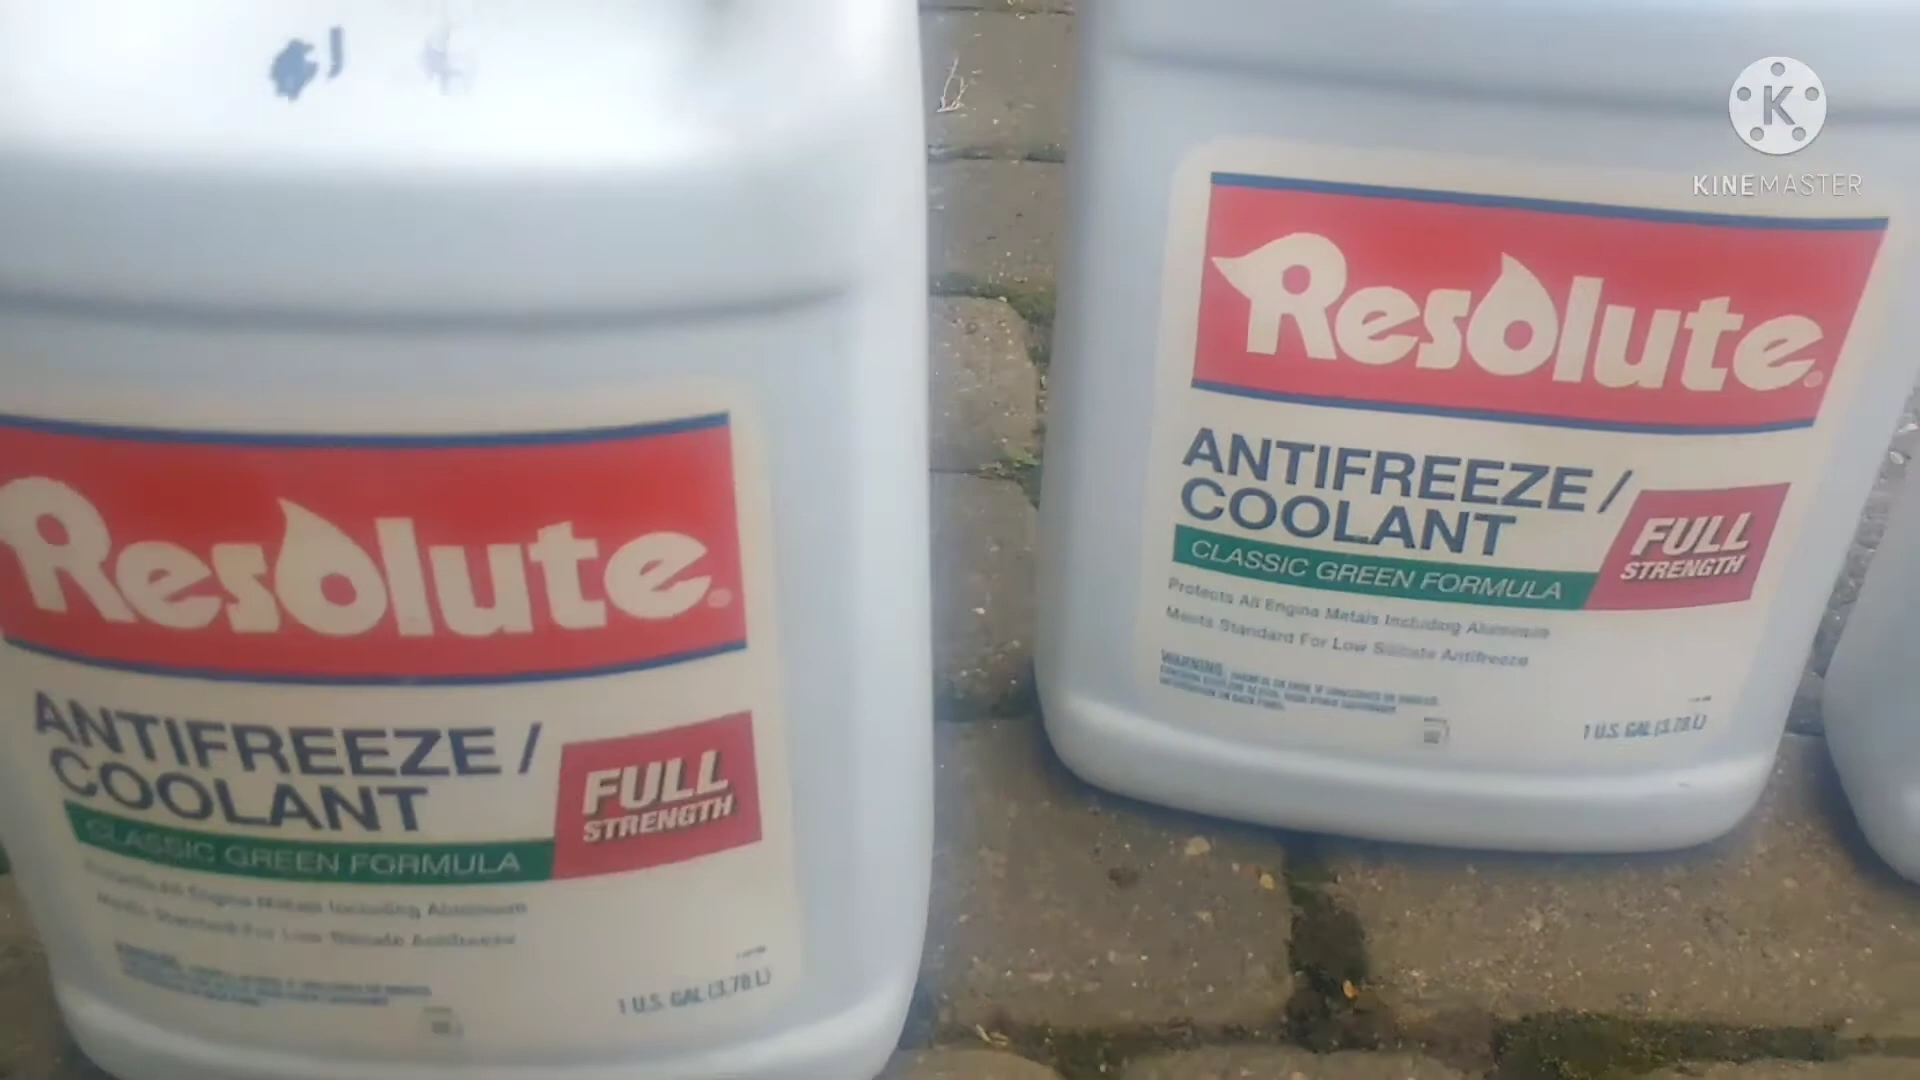 Resolute
ANTIFREEZE/
COOLANT
CLASSIC GREEN FORMULA
FULL
STRENGTH
1 U.S. GAL (3.78 L)
Resolute
ANTIFREEZE/
COOLANT
CLASSIC GREEN FORMULA
FULL
STRENGTH
Protects All Engine Metals Including Aluminum
Meets Standard For Low Silicate Antifreeze
WARNING:
1 U.S. GAL (3.78 L)
K
KINEMASTER